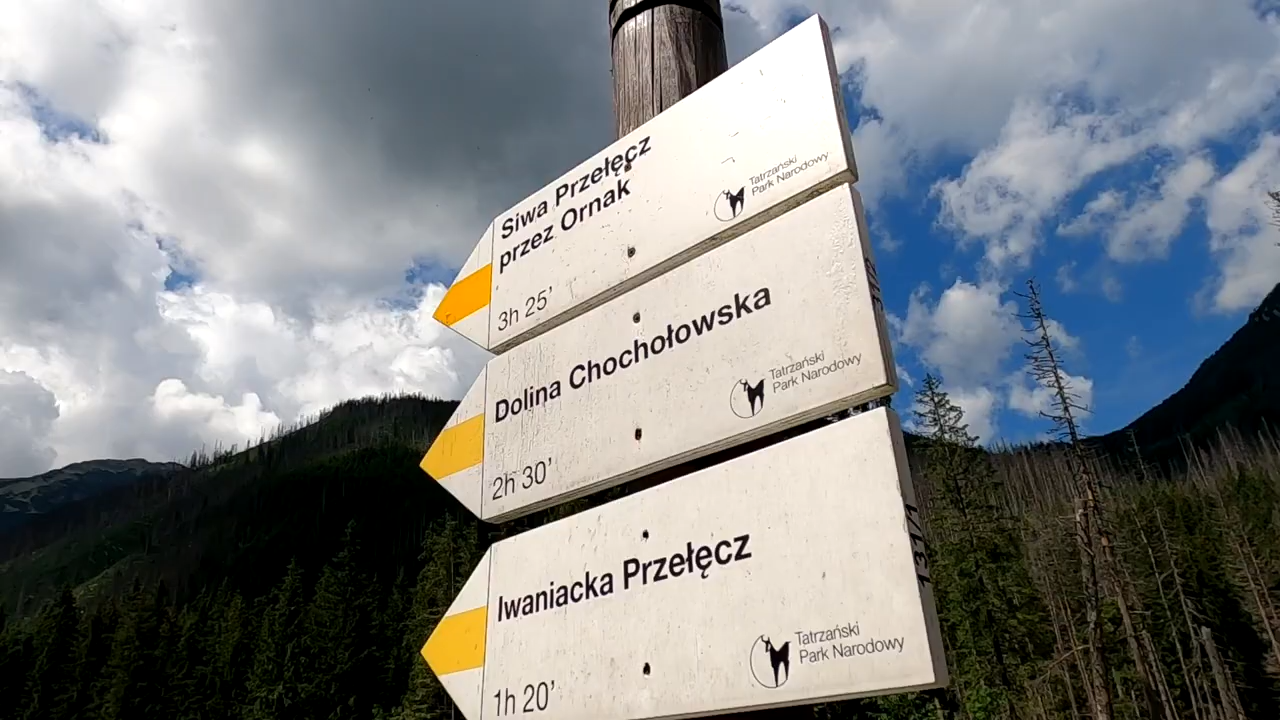 Siwa Przełęcz
przez Ornak
3h 25'
Tatrzański
Park Narodowy
Dolina Chochołowska
2h 30'
Tatrzański
Park Narodowy
Iwaniacka Przełęcz
1h 20'
Tatrzański
Park Narodowy